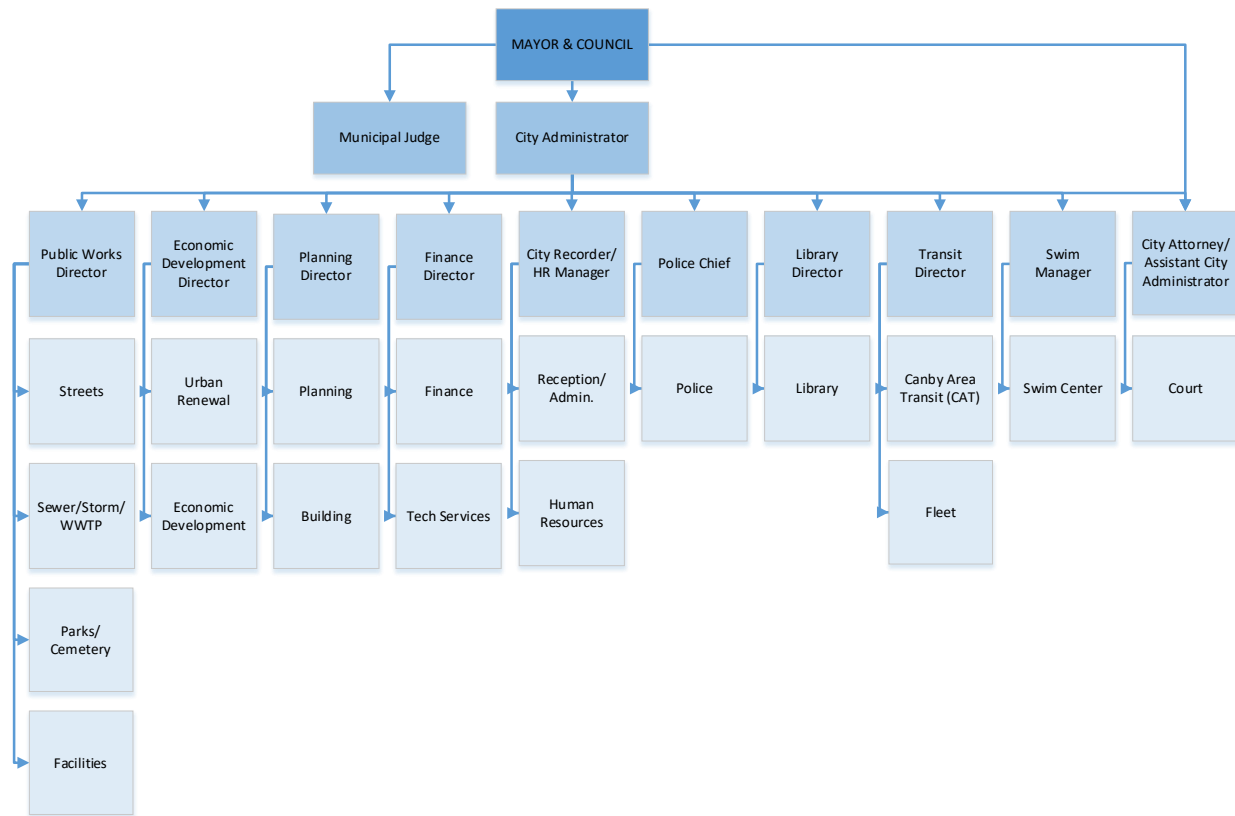 MAYOR & COUNCIL
Municipal Judge
City Administrator
Public Works
Director
Economic
Development
Director
Planning
Director
Finance
Director
City Recorder/
HR Manager
Police Chief
Library
Director
Transit
Director
Swim
Manager
City Attorney/
Assistant City
Administrator
Streets
Urban
Renewal
Planning
Finance
Reception/
Admin.
Police
Library
Canby Area
Transit (CAT)
Swim Center
Court
Sewer/Storm/
WWTP
Economic
Development
Building
Tech Services
Human
Resources
Fleet
Parks/
Cemetery
Facilities